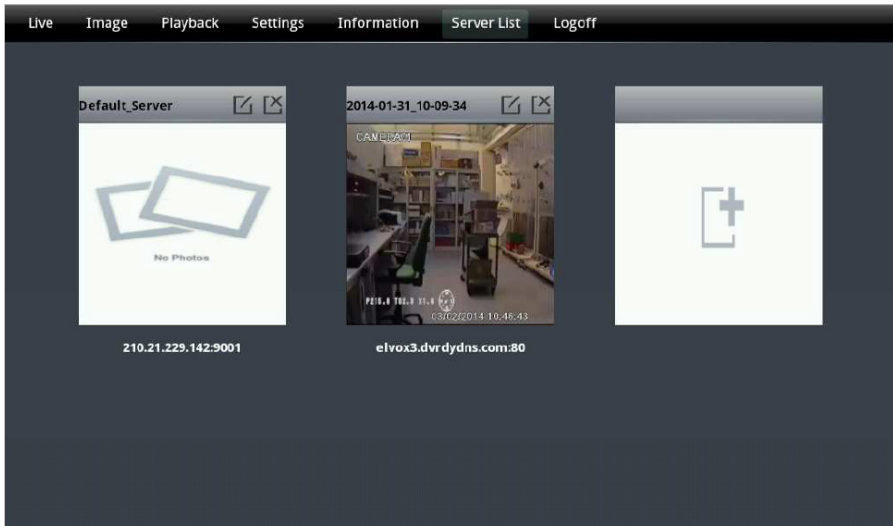 Live Image Playback Settings Information Server List Logoff
Default_Server
2014-01-31_10-09-34
CAMERA01
No Photos
03/02/2014 10:46:43
210.21.229.142:9001
elvox3.dvrdydns.com:80